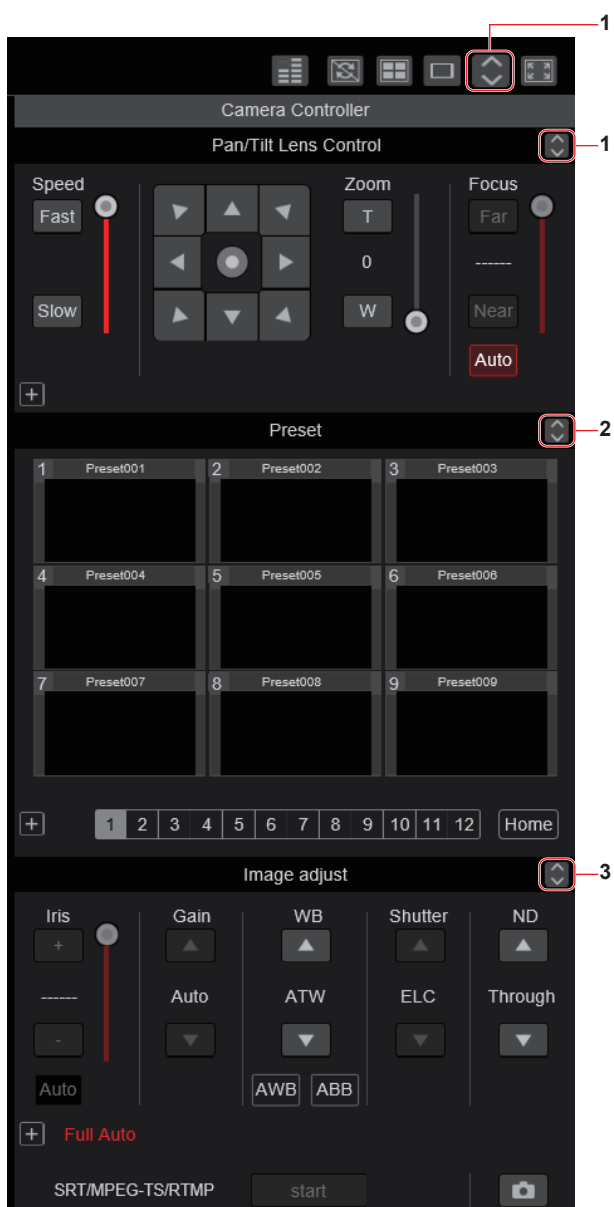 1
Camera Controller
Pan/Tilt Lens Control
1
Speed Zoom Focus
Fast T Far
0 ------
Slow W Near
Auto
+
Preset
2
1 Preset001 2 Preset002 3 Preset003
4 Preset004 5 Preset005 6 Preset006
7 Preset007 8 Preset008 9 Preset009
+ 1 2 3 4 5 6 7 8 9 10 11 12 Home
Image adjust
3
Iris Gain WB Shutter ND
+
------ Auto ATW ELC Through
-
Auto AWB ABB
+ Full Auto
SRT/MPEG-TS/RTMP start